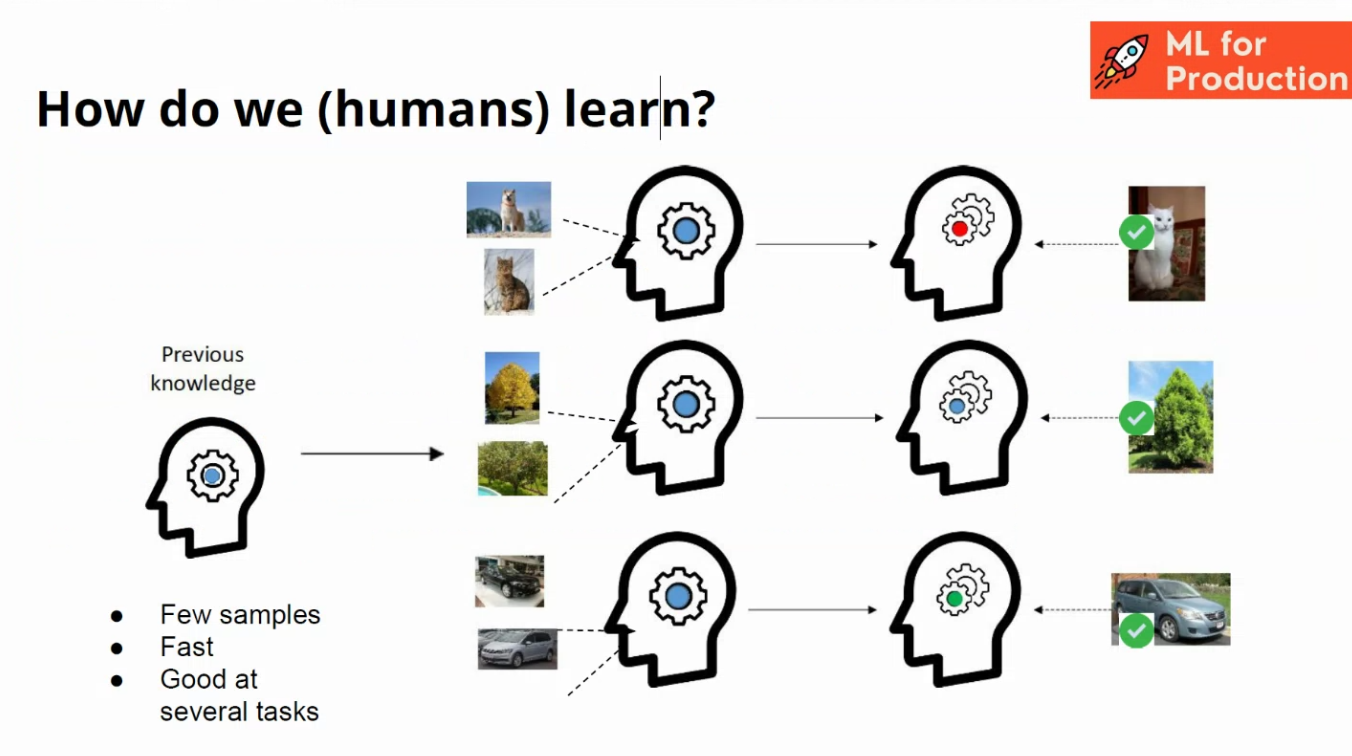 ML for
Production
How do we (humans) learn?
Previous
knowledge
● Few samples
● Fast
● Good at
several tasks